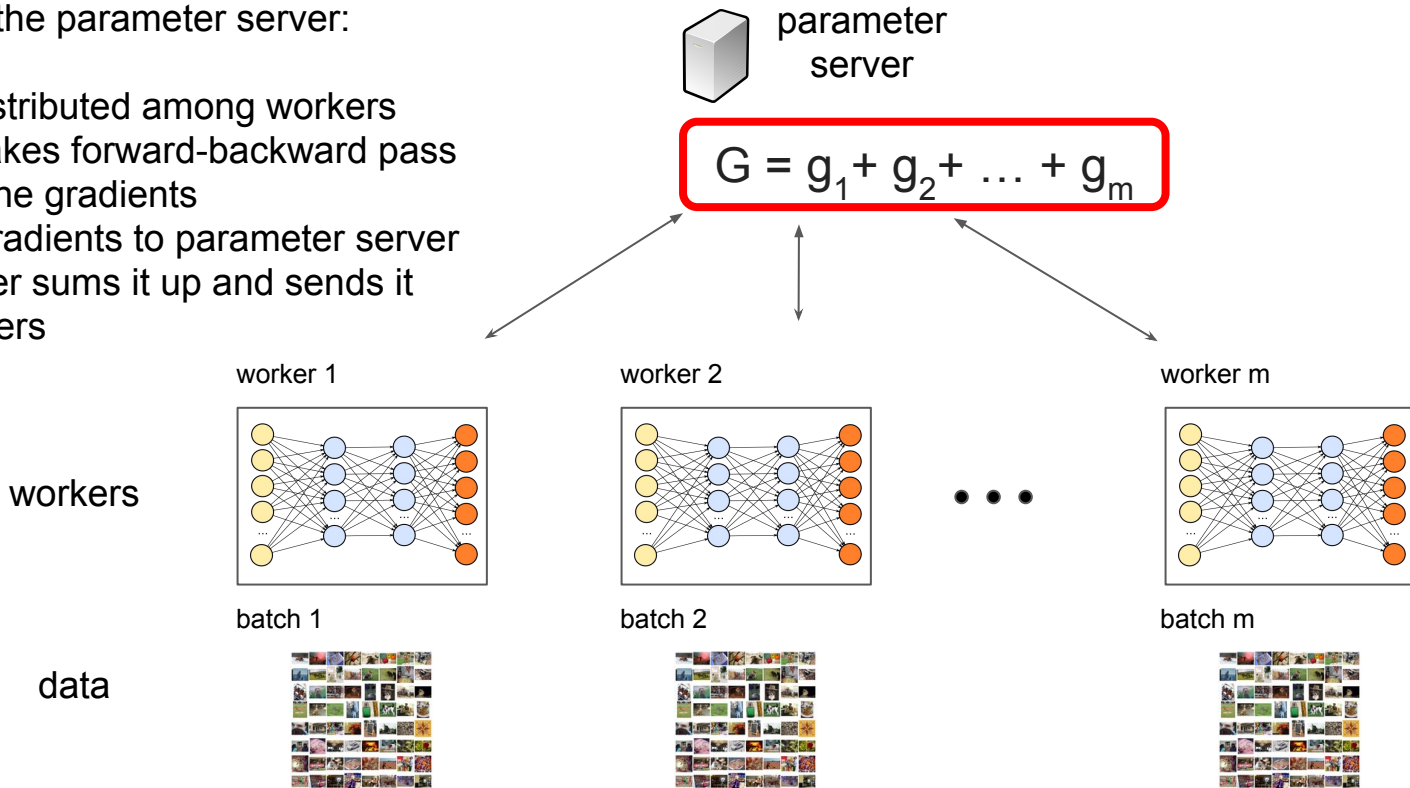 the parameter server:
stributed among workers
akes forward-backward pass
he gradients
radients to parameter server
er sums it up and sends it
ers
parameter
server
G = g1+ g2+ … + gm
worker 1
worker 2
worker m
...
...
...
...
...
...
...
...
...
workers
batch 1
batch 2
batch m
data